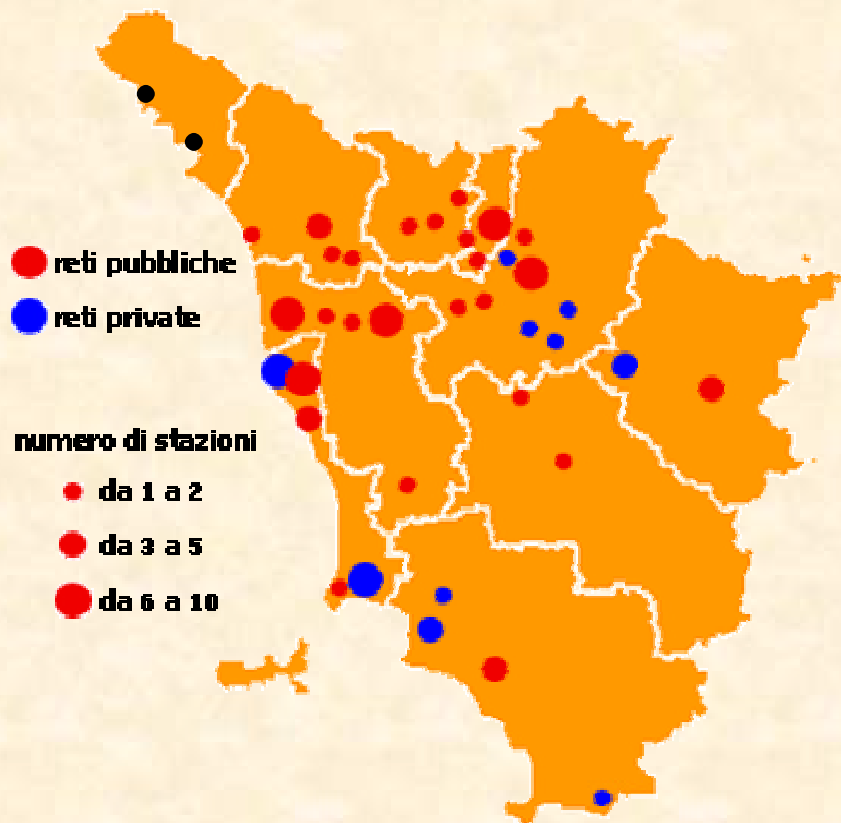 reti pubbliche
reti private
numero di stazioni
da 1 a 2
da 3 a 5
da 6 a 10